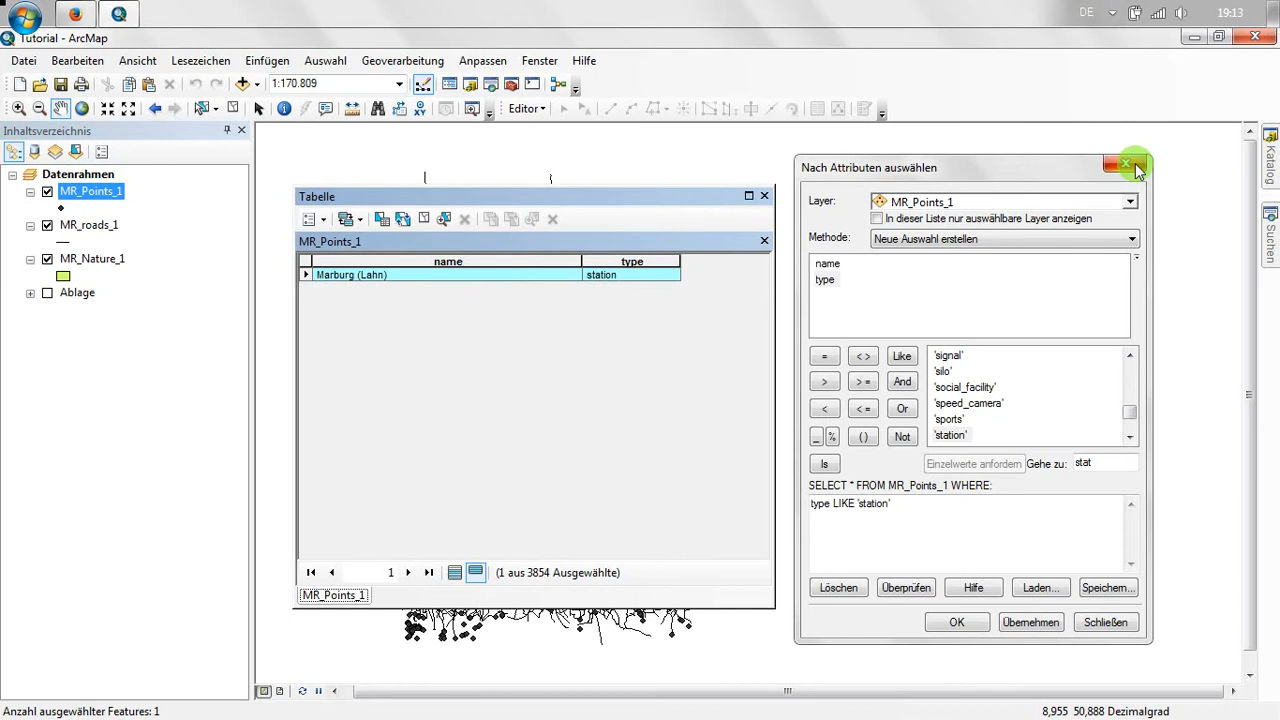 DE
19:13
Tutorial - ArcMap
Datei Bearbeiten Ansicht Lesezeichen Einfügen Auswahl Geoverarbeitung Anpassen Fenster Hilfe
1:170.809
Editor
Inhaltsverzeichnis
Datenrahmen
MR_Points_1
MR_roads_1
MR_Nature_1
Ablage
Tabelle
MR_Points_1
name type
Marburg (Lahn) station
1 (1 aus 3854 Ausgewählte)
MR_Points_1
Nach Attributen auswählen
Layer: MR_Points_1
In dieser Liste nur auswählbare Layer anzeigen
Methode: Neue Auswahl erstellen
name
type
= < > Like
> > = And
< < = Or
_ % ( ) Not
Is
'signal'
'silo'
'social_facility'
'speed_camera'
'sports'
'station'
Einzelwerte anfordern Gehe zu: stat
SELECT * FROM MR_Points_1 WHERE:
type LIKE 'station'
Löschen Überprüfen Hilfe Laden... Speichern...
OK Übernehmen Schließen
Katalog
Suchen
Anzahl ausgewählter Features: 1
8,955 50,888 Dezimalgrad